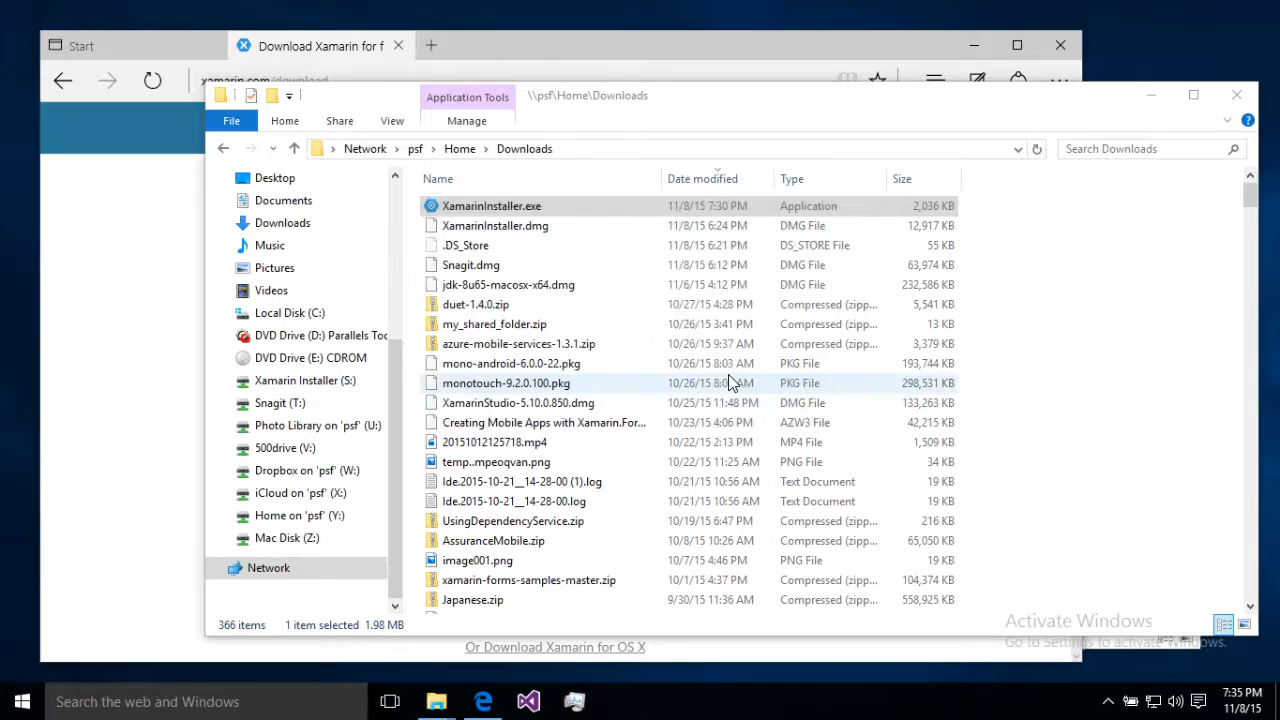 Start
Download Xamarin for f
xamarin.com/download
Application Tools
\\psf\Home\Downloads
File Home Share View Manage
Network psf Home Downloads
Search Downloads
Name Date modified Type Size
Desktop
Documents
Downloads
Music
Pictures
Videos
Local Disk (C:)
DVD Drive (D:) Parallels Toc
DVD Drive (E:) CDROM
Xamarin Installer (S:)
Snagit (T:)
Photo Library on 'psf' (U:)
500drive (V:)
Dropbox on 'psf' (W:)
iCloud on 'psf' (X:)
Home on 'psf' (Y:)
Mac Disk (Z:)
Network
XamarinInstaller.exe 11/8/15 7:30 PM Application 2,036 KB
XamarinInstaller.dmg 11/8/15 6:24 PM DMG File 12,917 KB
.DS_Store 11/8/15 6:21 PM DS_STORE File 55 KB
Snagit.dmg 11/8/15 6:12 PM DMG File 63,974 KB
jdk-8u65-macosx-x64.dmg 11/6/15 4:12 PM DMG File 232,586 KB
duet-1.4.0.zip 10/27/15 4:28 PM Compressed (zipp... 5,541 KB
my_shared_folder.zip 10/26/15 3:41 PM Compressed (zipp... 13 KB
azure-mobile-services-1.3.1.zip 10/26/15 9:37 AM Compressed (zipp... 3,379 KB
mono-android-6.0.0-22.pkg 10/26/15 8:03 AM PKG File 193,744 KB
monotouch-9.2.0.100.pkg 10/26/15 AM PKG File 298,531 KB
XamarinStudio-5.10.0.850.dmg 10/25/15 11:48 PM DMG File 133,263 KB
Creating Mobile Apps with Xamarin.For... 10/23/15 4:06 PM AZW3 File 42,215 KB
20151012125718.mp4 10/22/15 2:13 PM MP4 File 1,509 KB
temp..mpeoqvan.png 10/22/15 11:25 AM PNG File 34 KB
Ide.2015-10-21__14-28-00 (1).log 10/21/15 10:56 AM Text Document 19 KB
Ide.2015-10-21__14-28-00.log 10/21/15 10:56 AM Text Document 19 KB
UsingDependencyService.zip 10/19/15 6:47 PM Compressed (zipp... 216 KB
AssuranceMobile.zip 10/8/15 10:26 AM Compressed (zipp... 65,050 KB
image001.png 10/7/15 4:46 PM PNG File 19 KB
xamarin-forms-samples-master.zip 10/1/15 4:37 PM Compressed (zipp... 104,374 KB
Japanese.zip 9/30/15 11:36 AM Compressed (zipp... 558,925 KB
366 items 1 item selected 1.98 MB
Activate Windows
Go to Settings to activate Windows.
Or Download Xamarin for OS X
Search the web and Windows
7:35 PM
11/8/15